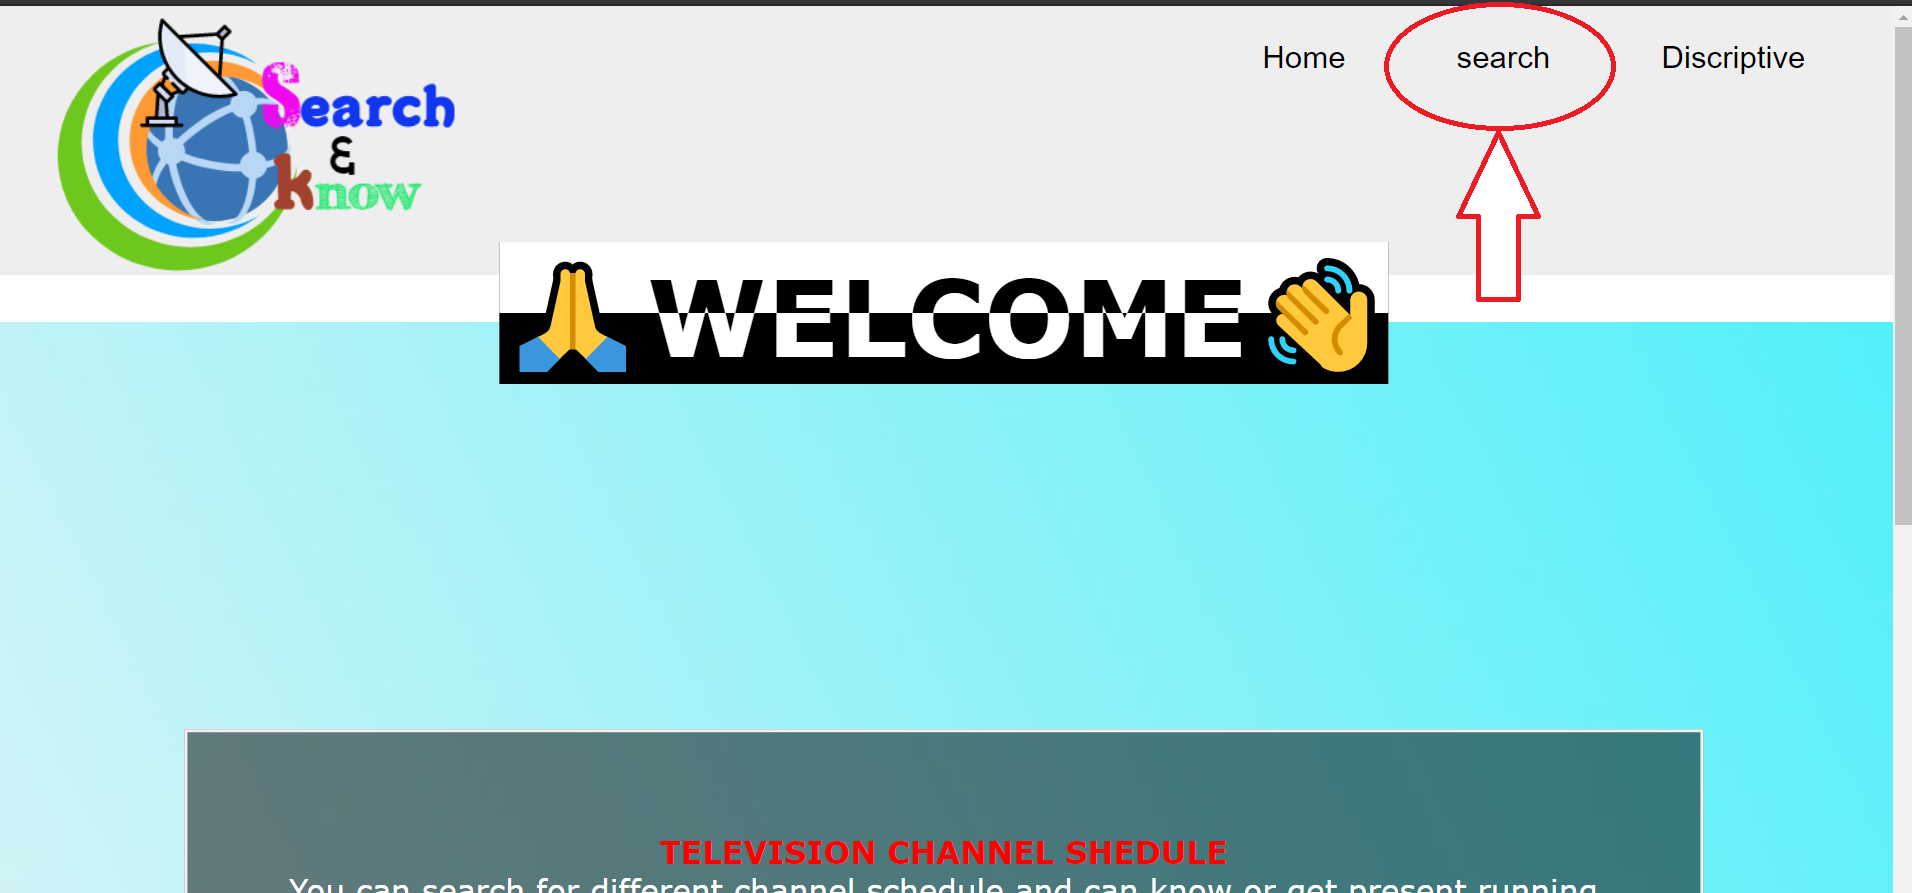 Home search Discriptive
Search
&
know
🙏WELCOME👋
TELEVISION CHANNEL SHEDULE
You can search for different channel schedule and can know or get present running